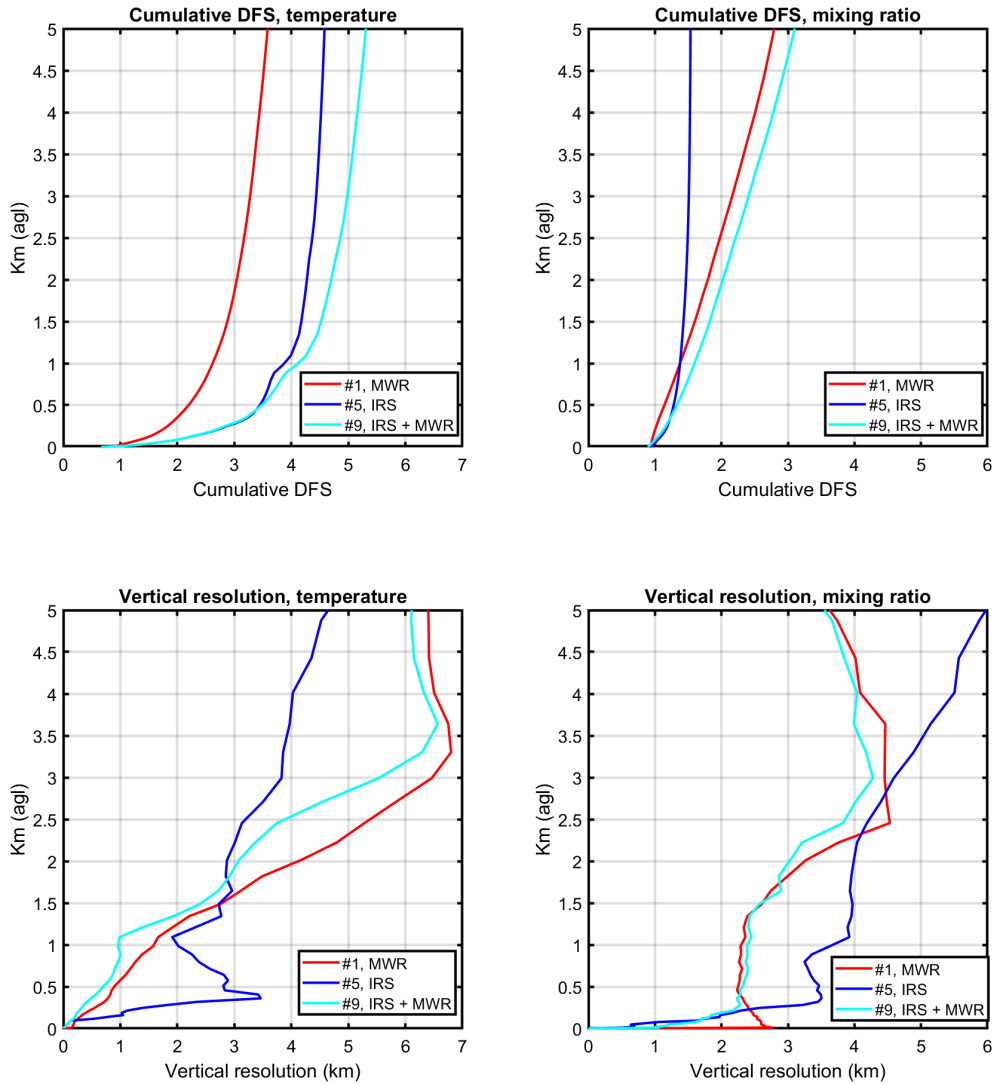 Cumulative DFS, temperature
5
4.5
4
3.5
3
2.5
2
1.5
1
0.5
0
Km (agl)
0 1 2 3 4 5 6 7
Cumulative DFS
#1, MWR
#5, IRS
#9, IRS + MWR
Cumulative DFS, mixing ratio
5
4.5
4
3.5
3
2.5
2
1.5
1
0.5
0
Km (agl)
0 1 2 3 4 5 6
Cumulative DFS
#1, MWR
#5, IRS
#9, IRS + MWR
Vertical resolution, temperature
5
4.5
4
3.5
3
2.5
2
1.5
1
0.5
0
Km (agl)
0 1 2 3 4 5 6 7
Vertical resolution (km)
#1, MWR
#5, IRS
#9, IRS + MWR
Vertical resolution, mixing ratio
5
4.5
4
3.5
3
2.5
2
1.5
1
0.5
0
Km (agl)
0 1 2 3 4 5 6
Vertical resolution (km)
#1, MWR
#5, IRS
#9, IRS + MWR